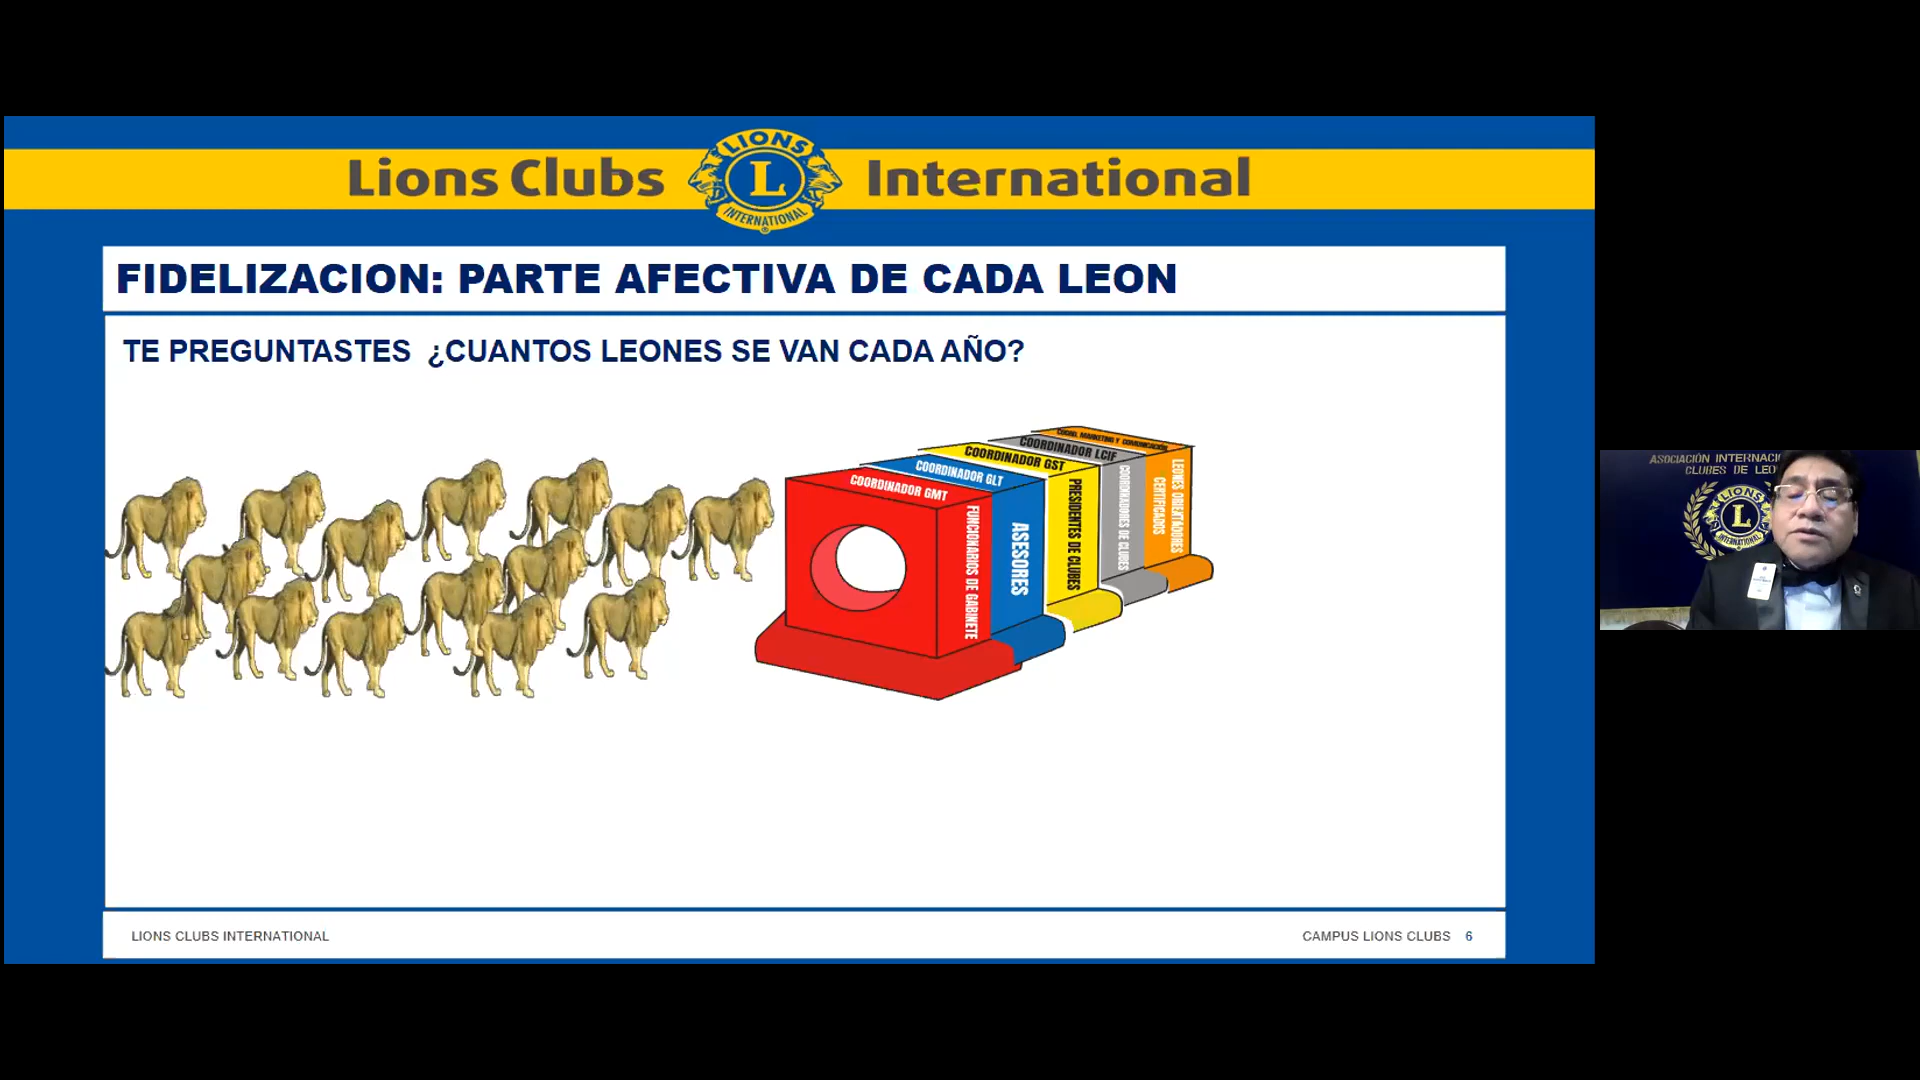 Lions Clubs International
LIONS
L
INTERNATIONAL
®
FIDELIZACION: PARTE AFECTIVA DE CADA LEON
TE PREGUNTASTES ¿CUANTOS LEONES SE VAN CADA AÑO?
MARKETING Y COMUNICACIÓN
COORDINADOR LCIF
COORDINADOR GST
COORDINADOR GLT
COORDINADOR GMT
FUNCIONARIOS DE GABINETE
ASESORES
PRESIDENTES DE CLUBES
COORDINADORES DE CLUBES
LEONES ORIENTADORES
CERTIFICADOS
LIONS CLUBS INTERNATIONAL
CAMPUS LIONS CLUBS 6
ASOCIACIÓN
CLUBES DE
LIONS
L
INTERNATIONAL